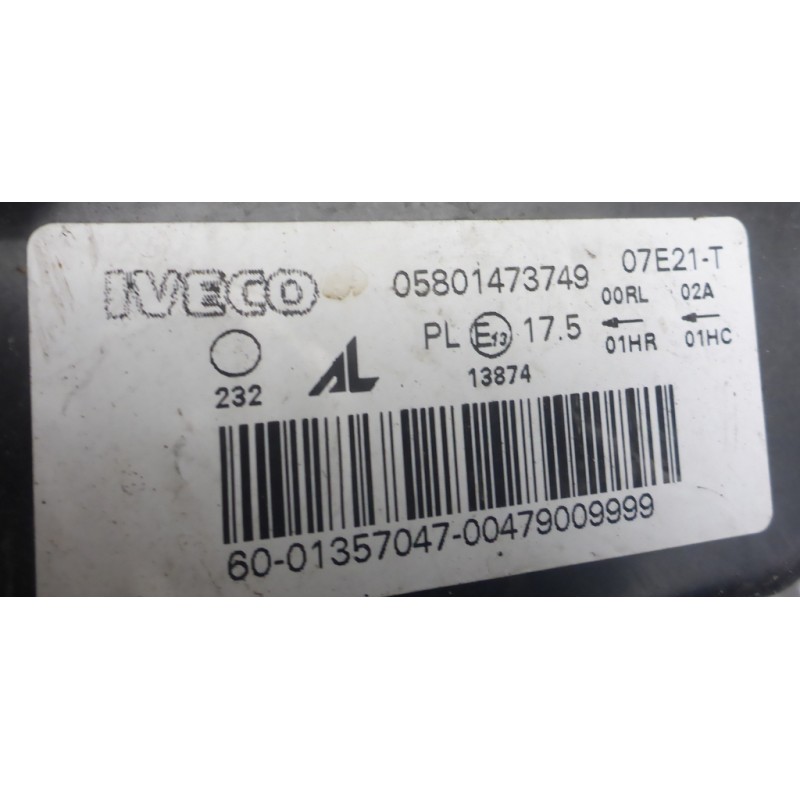 IVECO 05801473749 07E21-T
00RL 02A
PL E13 17.5 ← ←
01HR 01HC
232 AL 13874
60-01357047-00479009999